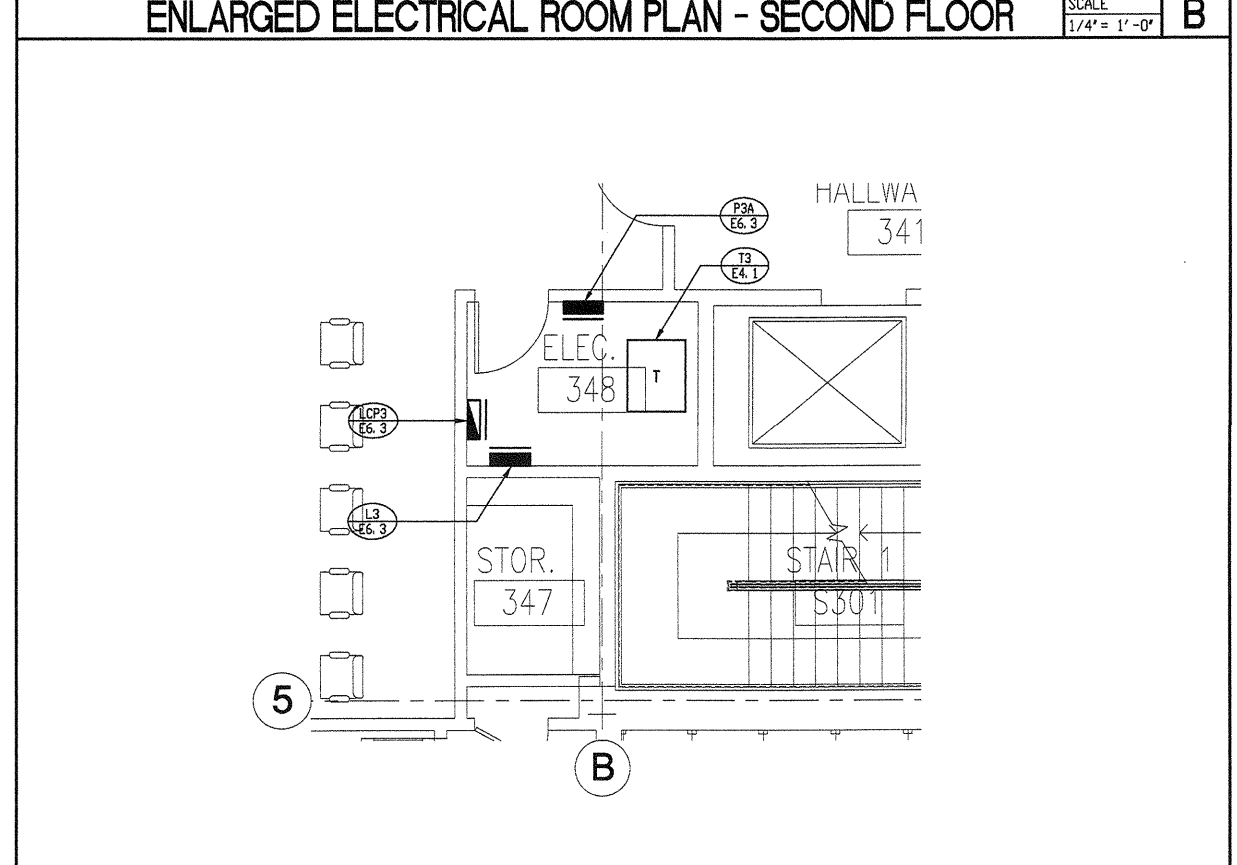 ENLARGED ELECTRICAL ROOM PLAN - SECOND FLOOR
SCALE
1/4"= 1'-0"
B
HALLWA
341
P3A
E6.3
T3
E4.1
ELEC.
348
T
LCP3
E6.3
L3
E6.3
STOR.
347
STAIR 1
S301
5
B